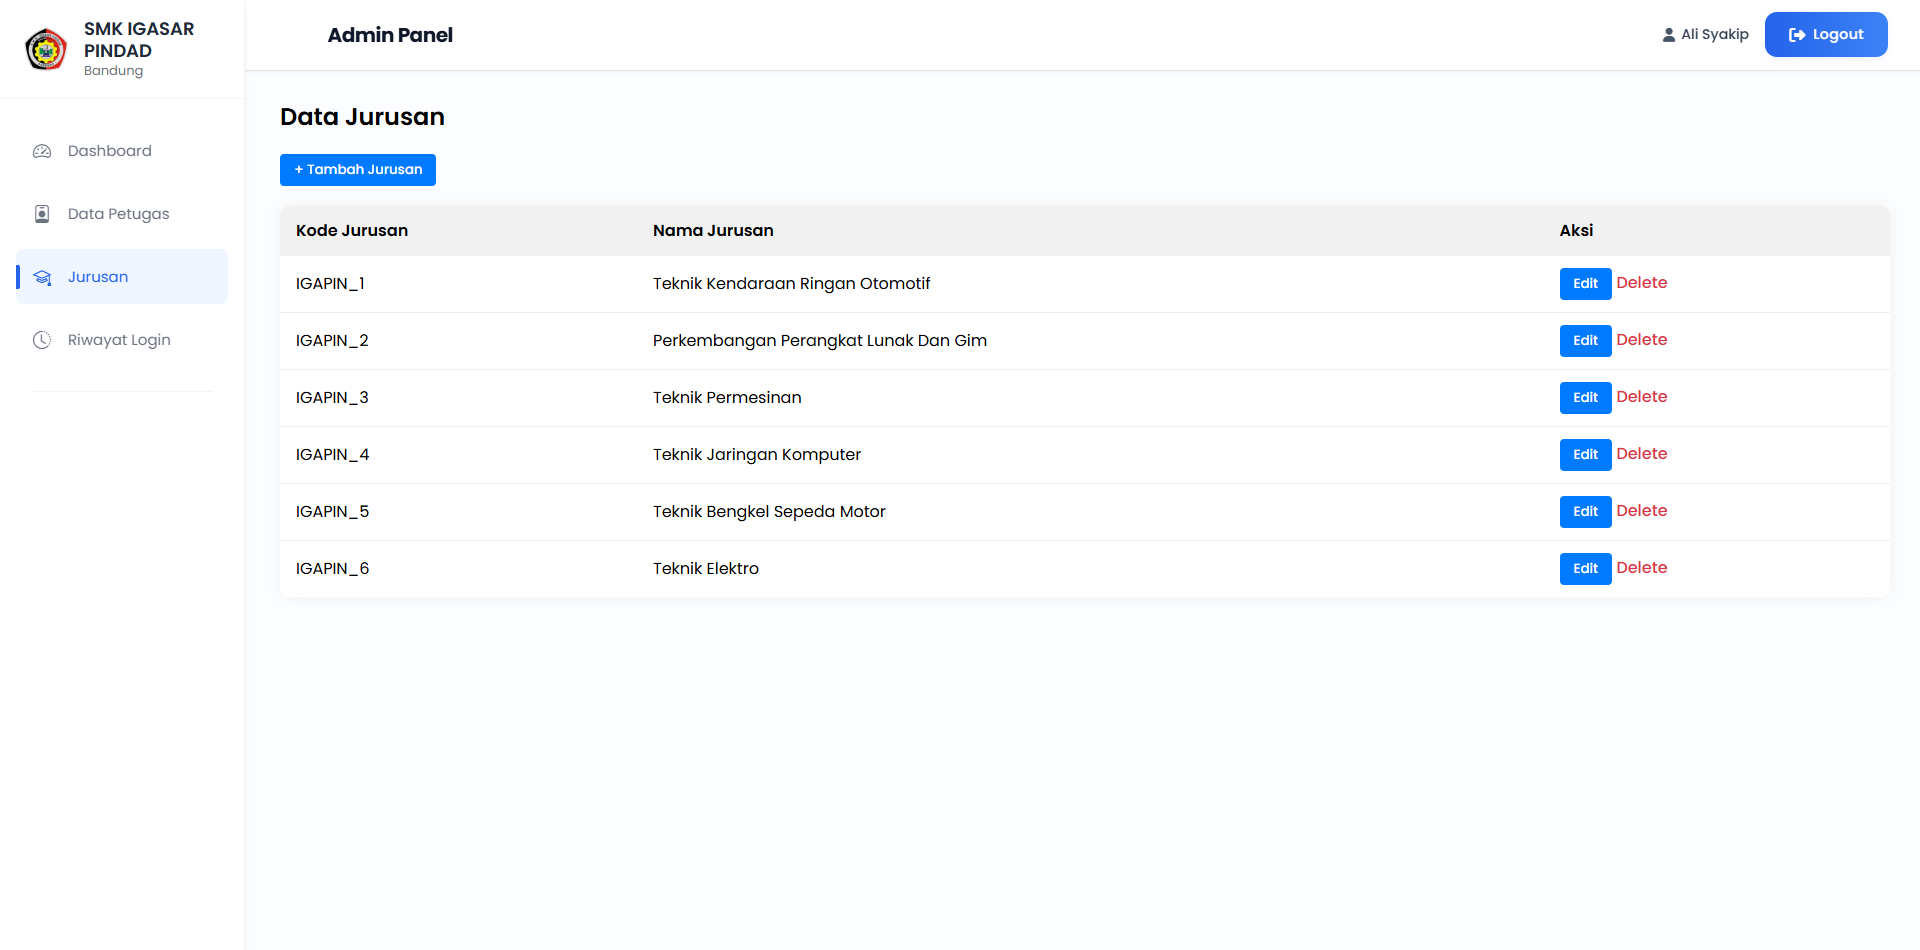 SMK IGASAR
PINDAD
Bandung
Admin Panel
Ali Syakip
Logout
Dashboard
Data Petugas
Jurusan
Riwayat Login
Data Jurusan
+ Tambah Jurusan
Kode Jurusan Nama Jurusan Aksi
IGAPIN_1 Teknik Kendaraan Ringan Otomotif Edit Delete
IGAPIN_2 Perkembangan Perangkat Lunak Dan Gim Edit Delete
IGAPIN_3 Teknik Permesinan Edit Delete
IGAPIN_4 Teknik Jaringan Komputer Edit Delete
IGAPIN_5 Teknik Bengkel Sepeda Motor Edit Delete
IGAPIN_6 Teknik Elektro Edit Delete